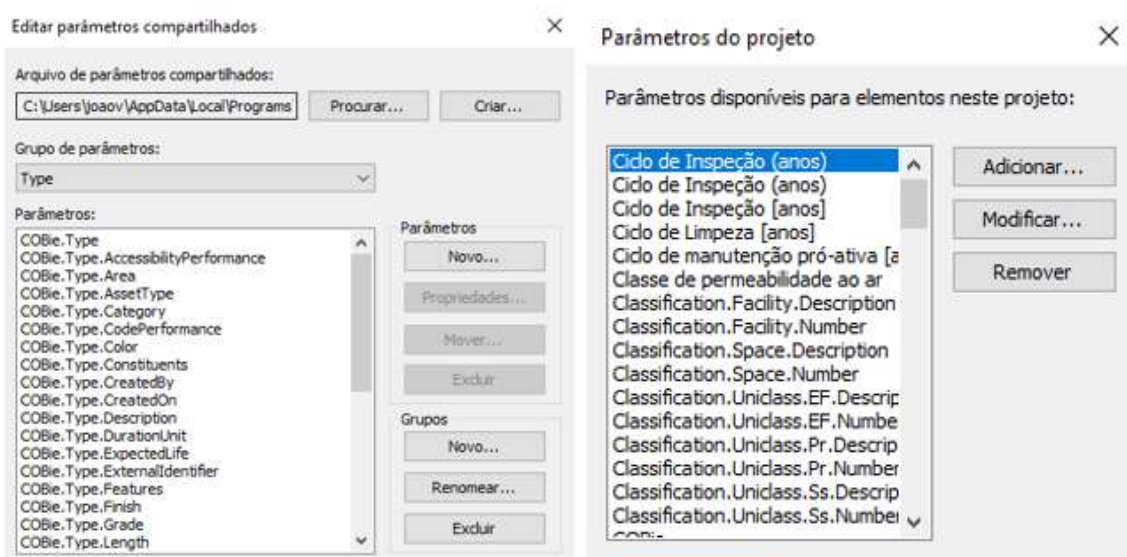 Editar parâmetros compartilhados
Arquivo de parâmetros compartilhados:
C:\Users\joaov\AppData\Local\Programs
Procurar...
Criar...
Grupo de parâmetros:
Type
Parâmetros:
COBie.Type
COBie.Type.AccessibilityPerformance
COBie.Type.Area
COBie.Type.AssetType
COBie.Type.Category
COBie.Type.CodePerformance
COBie.Type.Color
COBie.Type.Constituents
COBie.Type.CreatedBy
COBie.Type.CreatedOn
COBie.Type.Description
COBie.Type.DurationUnit
COBie.Type.ExpectedLife
COBie.Type.ExternalIdentifier
COBie.Type.Features
COBie.Type.Finish
COBie.Type.Grade
COBie.Type.Length
Parâmetros
Novo...
Propriedades...
Mover...
Excluir
Grupos
Novo...
Renomear...
Excluir
Parâmetros do projeto
Parâmetros disponíveis para elementos neste projeto:
Ciclo de Inspeção (anos)
Ciclo de Inspeção (anos)
Ciclo de Inspeção [anos]
Ciclo de Limpeza [anos]
Ciclo de manutenção pró-ativa [a
Classe de permeabilidade ao ar
Classification.Facility.Description
Classification.Facility.Number
Classification.Space.Description
Classification.Space.Number
Classification.Uniclass.EF.Descrip
Classification.Uniclass.EF.Numbe
Classification.Uniclass.Pr.Descrip
Classification.Uniclass.Pr.Number
Classification.Uniclass.Ss.Descrip
Classification.Uniclass.Ss.Number
COBie
Adicionar...
Modificar...
Remover